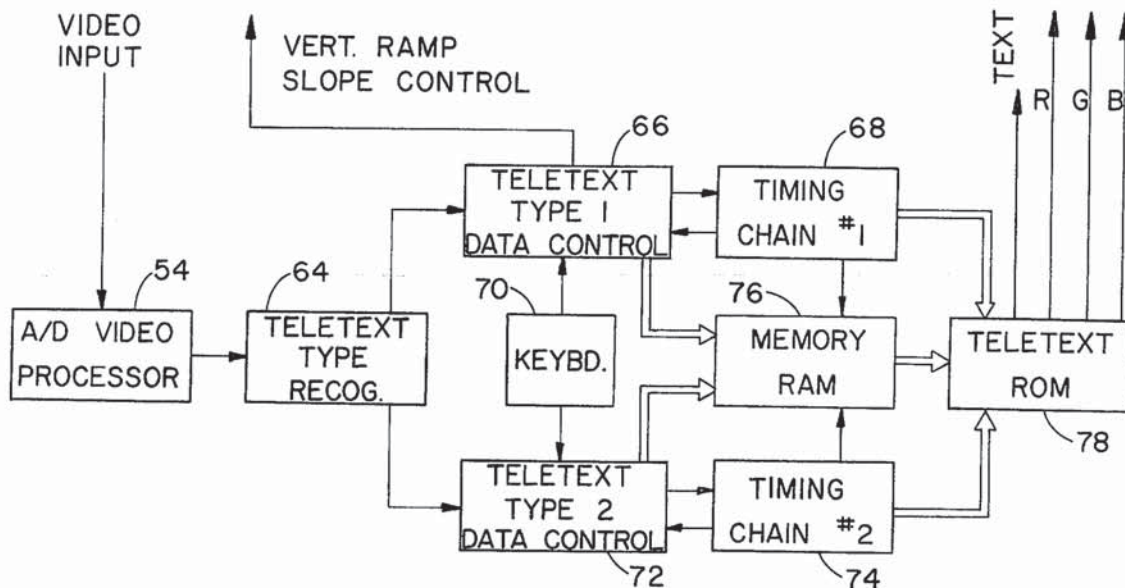 VIDEO
INPUT
VERT. RAMP
SLOPE CONTROL
TEXT
R
G
B
66
TELETEXT
TYPE 1
DATA CONTROL
68
TIMING
CHAIN #1
54
A/D VIDEO
PROCESSOR
64
TELETEXT
TYPE
RECOG.
70
KEYBD.
76
MEMORY
RAM
TELETEXT
ROM
78
TELETEXT
TYPE 2
DATA CONTROL
72
TIMING
CHAIN #2
74